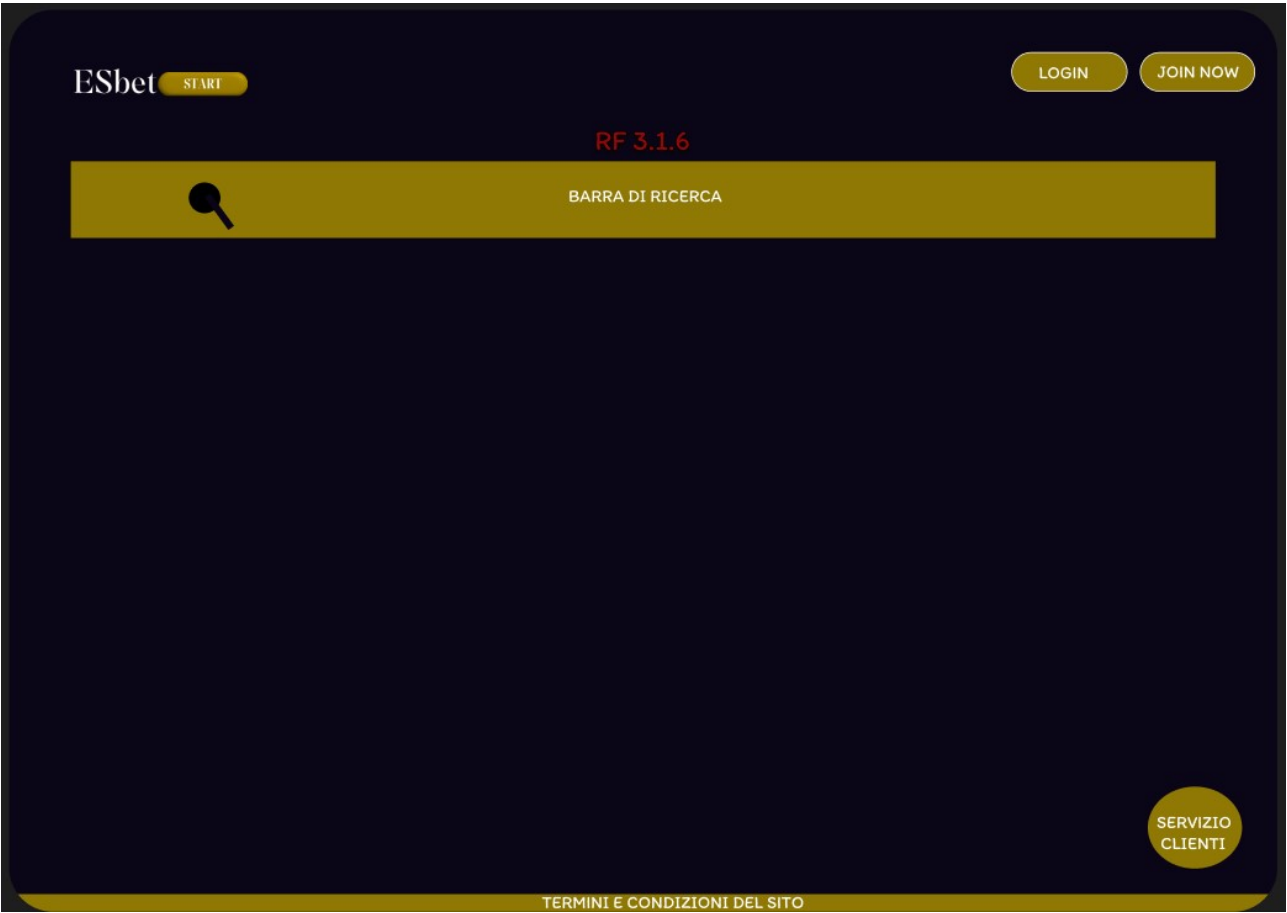 ESbet START
LOGIN
JOIN NOW
RF 3.1.6
BARRA DI RICERCA
SERVIZIO
CLIENTI
TERMINI E CONDIZIONI DEL SITO